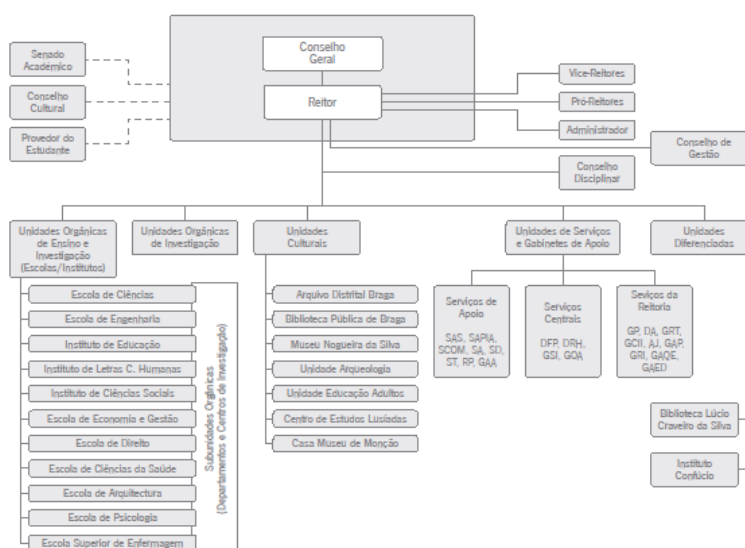 Conselho
Geral
Reitor
Senado
Académico
Conselho
Cultural
Provedor do
Estudante
Vice-Reitores
Pró-Reitores
Administrador
Conselho de
Gestão
Conselho
Disciplinar
Unidades Orgânicas
de Ensino e
Investigação
(Escolas/Institutos)
Unidades Orgânicas
de Investigação
Unidades
Culturais
Unidades de Serviços
e Gabinetes de Apoio
Unidades
Diferenciadas
Escola de Ciências
Escola de Engenharia
Instituto de Educação
Instituto de Letras C. Humanas
Instituto de Ciências Sociais
Escola de Economia e Gestão
Escola de Direito
Escola de Ciências da Saúde
Escola de Arquitectura
Escola de Psicologia
Escola Superior de Enfermagem
Subunidades Orgânicas
(Departamentos e Centros de Investigação)
Arquivo Distrital Braga
Biblioteca Pública de Braga
Museu Nogueira da Silva
Unidade Arqueologia
Unidade Educação Adultos
Centro de Estudos Lusíadas
Casa Museu de Monção
Serviços de
Apoio
SAS, SAPIA,
SCOM, SA, SD,
ST, RP, GAA
Serviços
Centrais
DFP, DRH,
GSI, GOA
Seviços da
Reitoria
GP, DA, GRT,
GCII, AJ, GAP,
GRI, GAQE,
GAED
Biblioteca Lúcio
Craveiro da Silva
Instituto
Confúcio